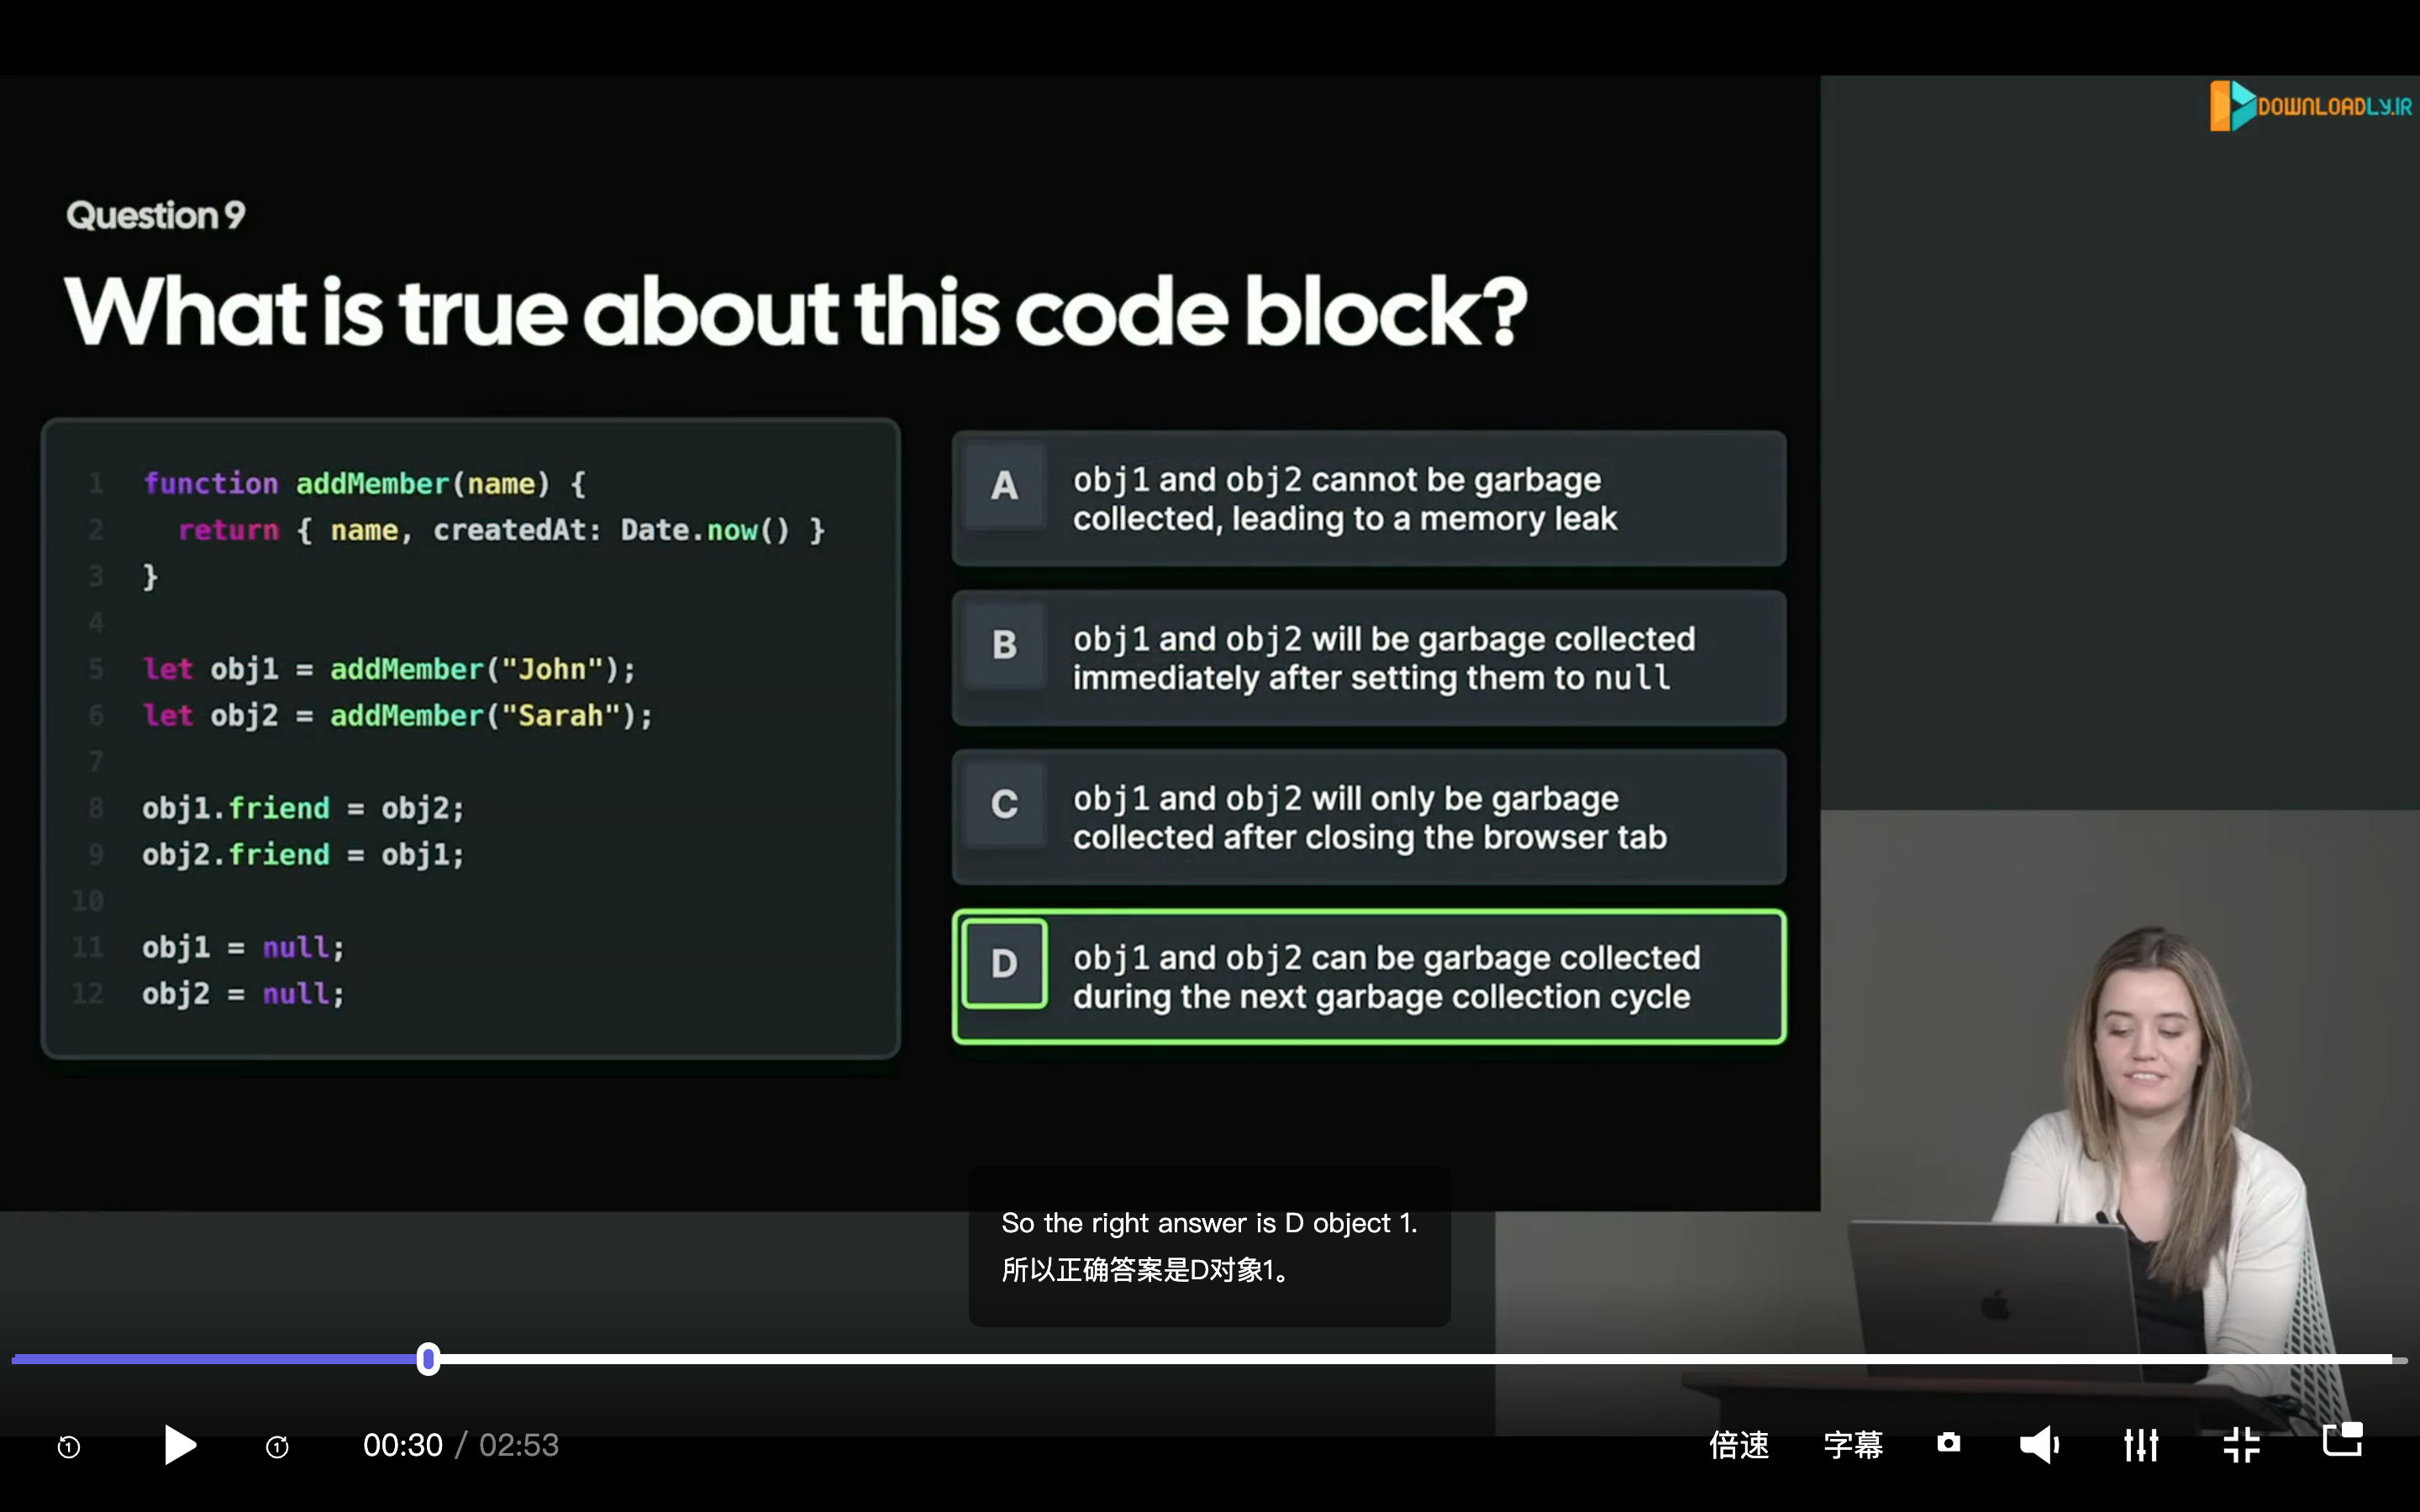 DOWNLOADLY.IR
Question 9
What is true about this code block?
1 function addMember(name) {
2 return { name, createdAt: Date.now() }
3 }
4
5 let obj1 = addMember("John");
6 let obj2 = addMember("Sarah");
7
8 obj1.friend = obj2;
9 obj2.friend = obj1;
10
11 obj1 = null;
12 obj2 = null;
A
obj1 and obj2 cannot be garbage
collected, leading to a memory leak
B
obj1 and obj2 will be garbage collected
immediately after setting them to null
C
obj1 and obj2 will only be garbage
collected after closing the browser tab
D
obj1 and obj2 can be garbage collected
during the next garbage collection cycle
So the right answer is D object 1.
所以正确答案是D对象1。
1
1
00:30 / 02:53
倍速
字幕